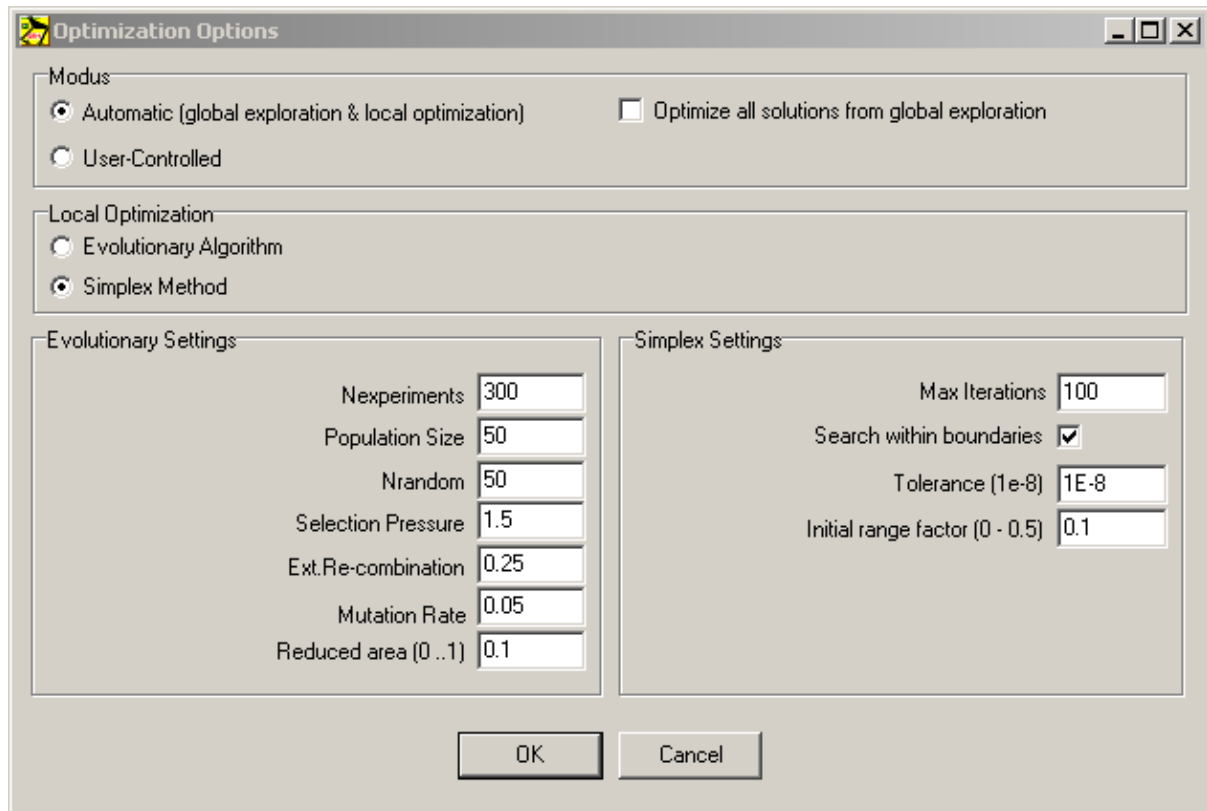 Optimization Options
Modus
Automatic (global exploration & local optimization)
Optimize all solutions from global exploration
User-Controlled
Local Optimization
Evolutionary Algorithm
Simplex Method
Evolutionary Settings
Nexperiments 300
Population Size 50
Nrandom 50
Selection Pressure 1.5
Ext.Re-combination 0.25
Mutation Rate 0.05
Reduced area (0 ..1) 0.1
Simplex Settings
Max Iterations 100
Search within boundaries
Tolerance (1e-8) 1E-8
Initial range factor (0 - 0.5) 0.1
OK
Cancel